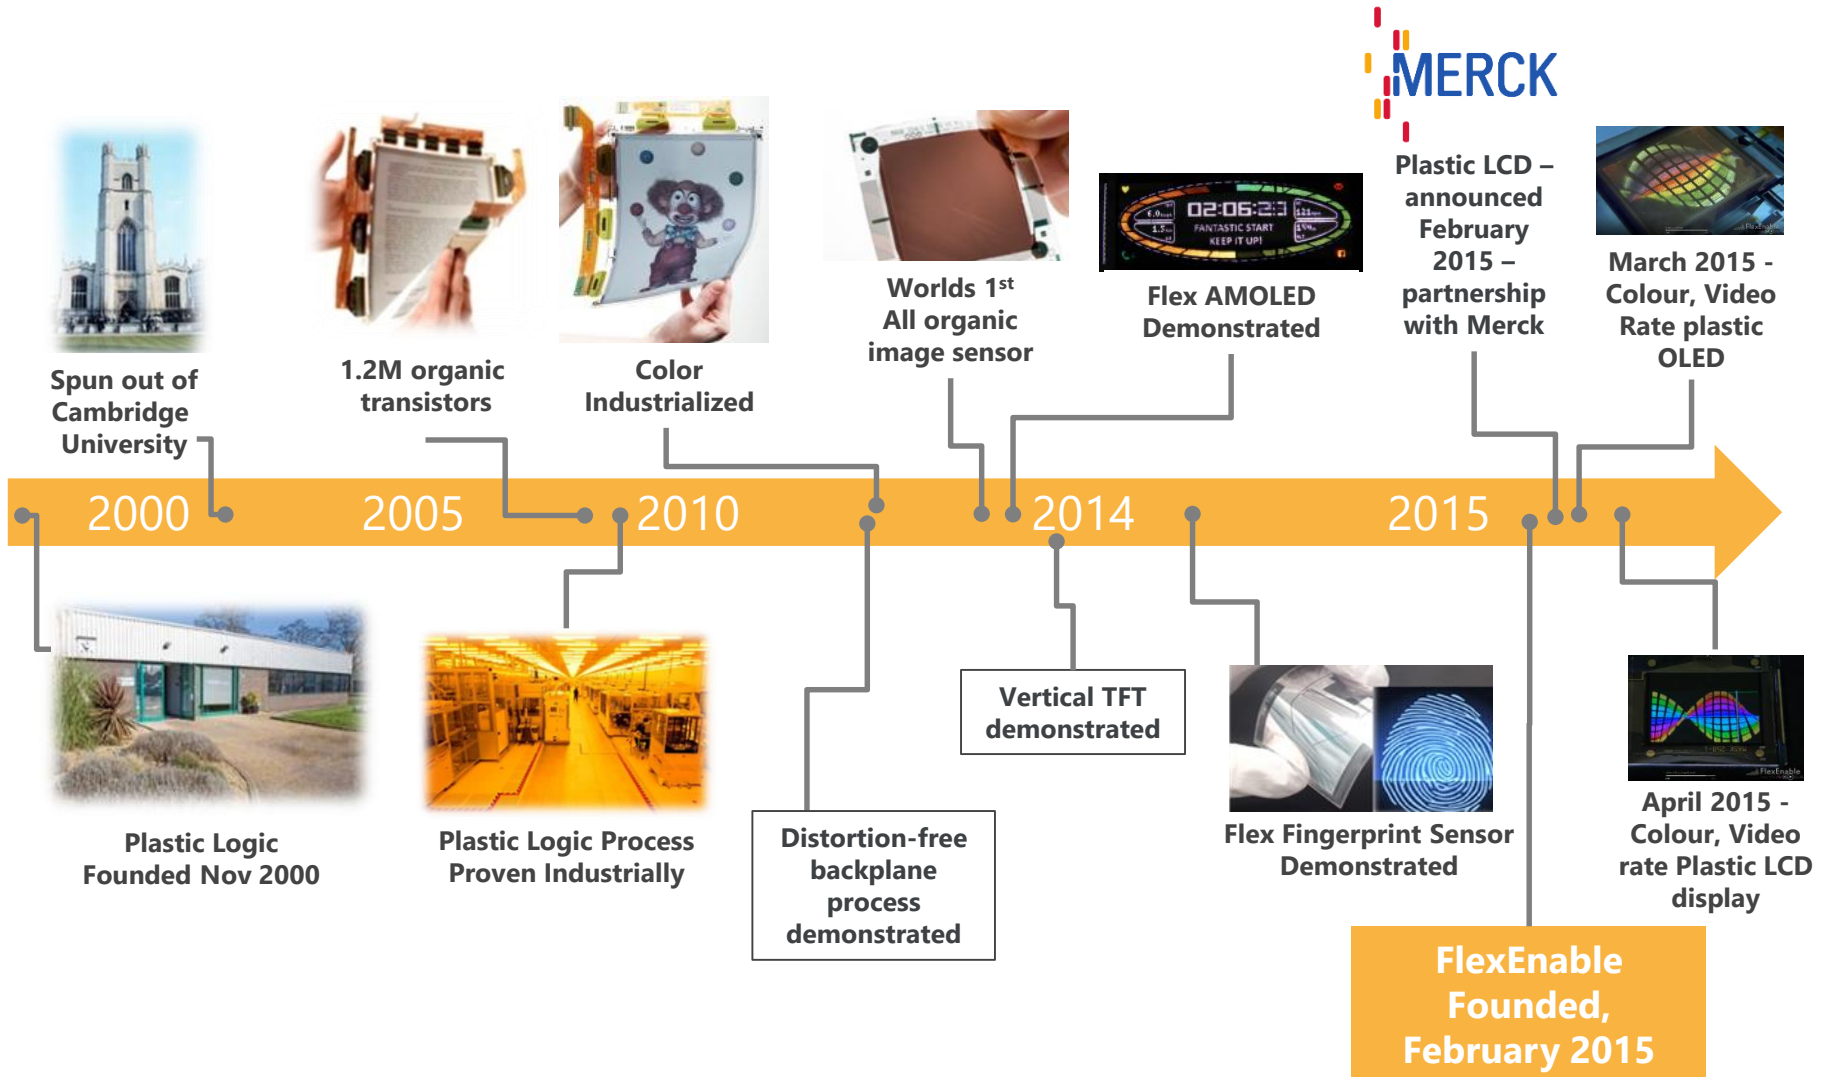 MERCK
Plastic LCD –
announced
February
2015 –
partnership
with Merck
02:06:23
FANTASTIC START
KEEP IT UP!
Spun out of
Cambridge
University
1.2M organic
transistors
Color
Industrialized
Worlds 1st
All organic
image sensor
Flex AMOLED
Demonstrated
March 2015 -
Colour, Video
Rate plastic
OLED
2000
2005
2010
2014
2015
Plastic Logic
Founded Nov 2000
Plastic Logic Process
Proven Industrially
Distortion-free
backplane
process
demonstrated
Vertical TFT
demonstrated
Flex Fingerprint Sensor
Demonstrated
FlexEnable
April 2015 -
Colour, Video
rate Plastic LCD
display
FlexEnable
Founded,
February 2015